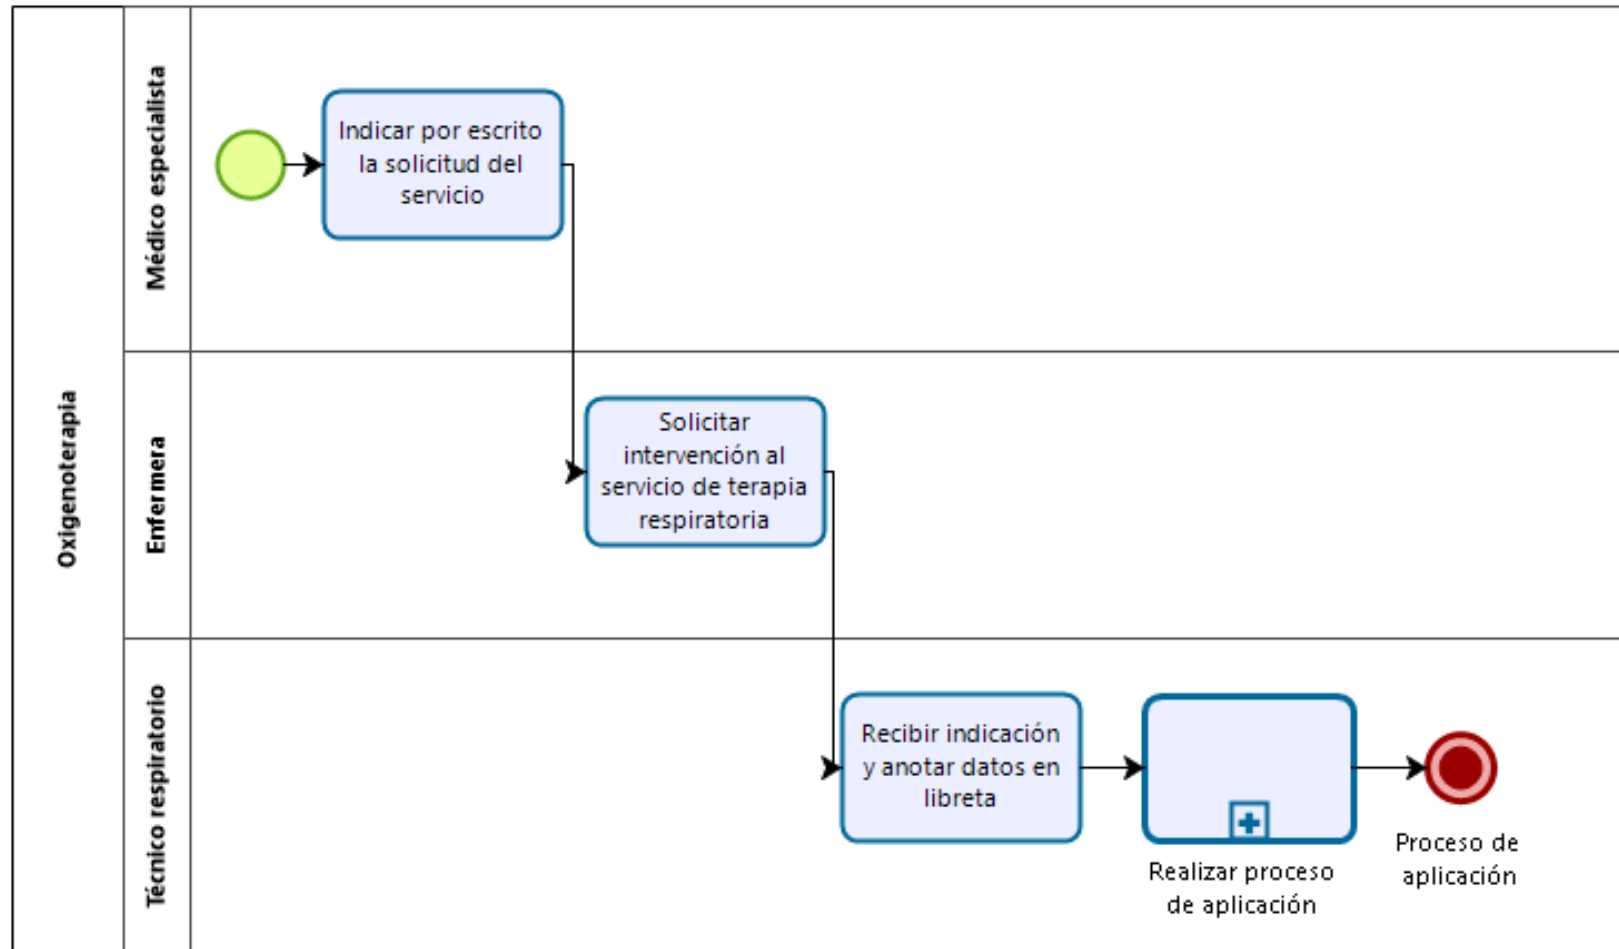 Oxigenoterapia
Médico especialista
Indicar por escrito
la solicitud del
servicio
Enfermera
Solicitar
intervención al
servicio de terapia
respiratoria
Técnico respiratorio
Recibir indicación
y anotar datos en
libreta
Realizar proceso
de aplicación
Proceso de
aplicación